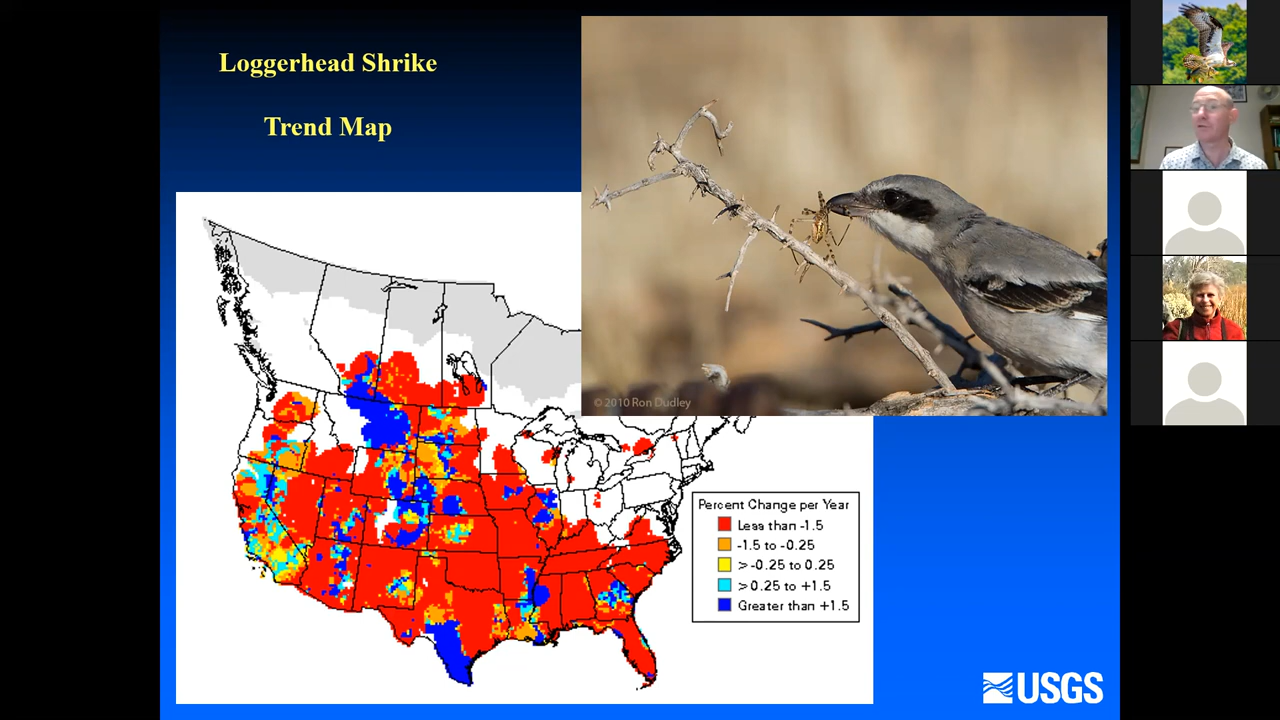 Loggerhead Shrike
Trend Map
© 2010 Ron Dudley
Percent Change per Year
Less than -1.5
-1.5 to -0.25
>-0.25 to 0.25
>0.25 to +1.5
Greater than +1.5
USGS